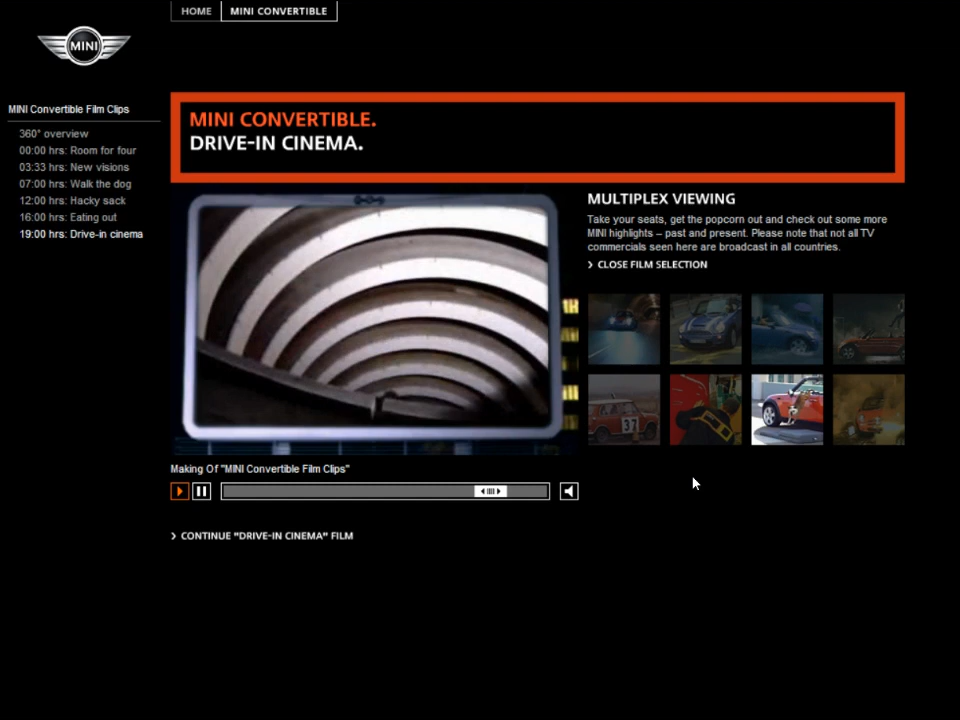 HOME
MINI CONVERTIBLE
MINI
MINI Convertible Film Clips
360° overview
00:00 hrs: Room for four
03:33 hrs: New visions
07:00 hrs: Walk the dog
12:00 hrs: Hacky sack
16:00 hrs: Eating out
19:00 hrs: Drive-in cinema
MINI CONVERTIBLE.
DRIVE-IN CINEMA.
MULTIPLEX VIEWING
Take your seats, get the popcorn out and check out some more
MINI highlights – past and present. Please note that not all TV
commercials seen here are broadcast in all countries.
CLOSE FILM SELECTION
37
Making Of "MINI Convertible Film Clips"
CONTINUE "DRIVE-IN CINEMA" FILM